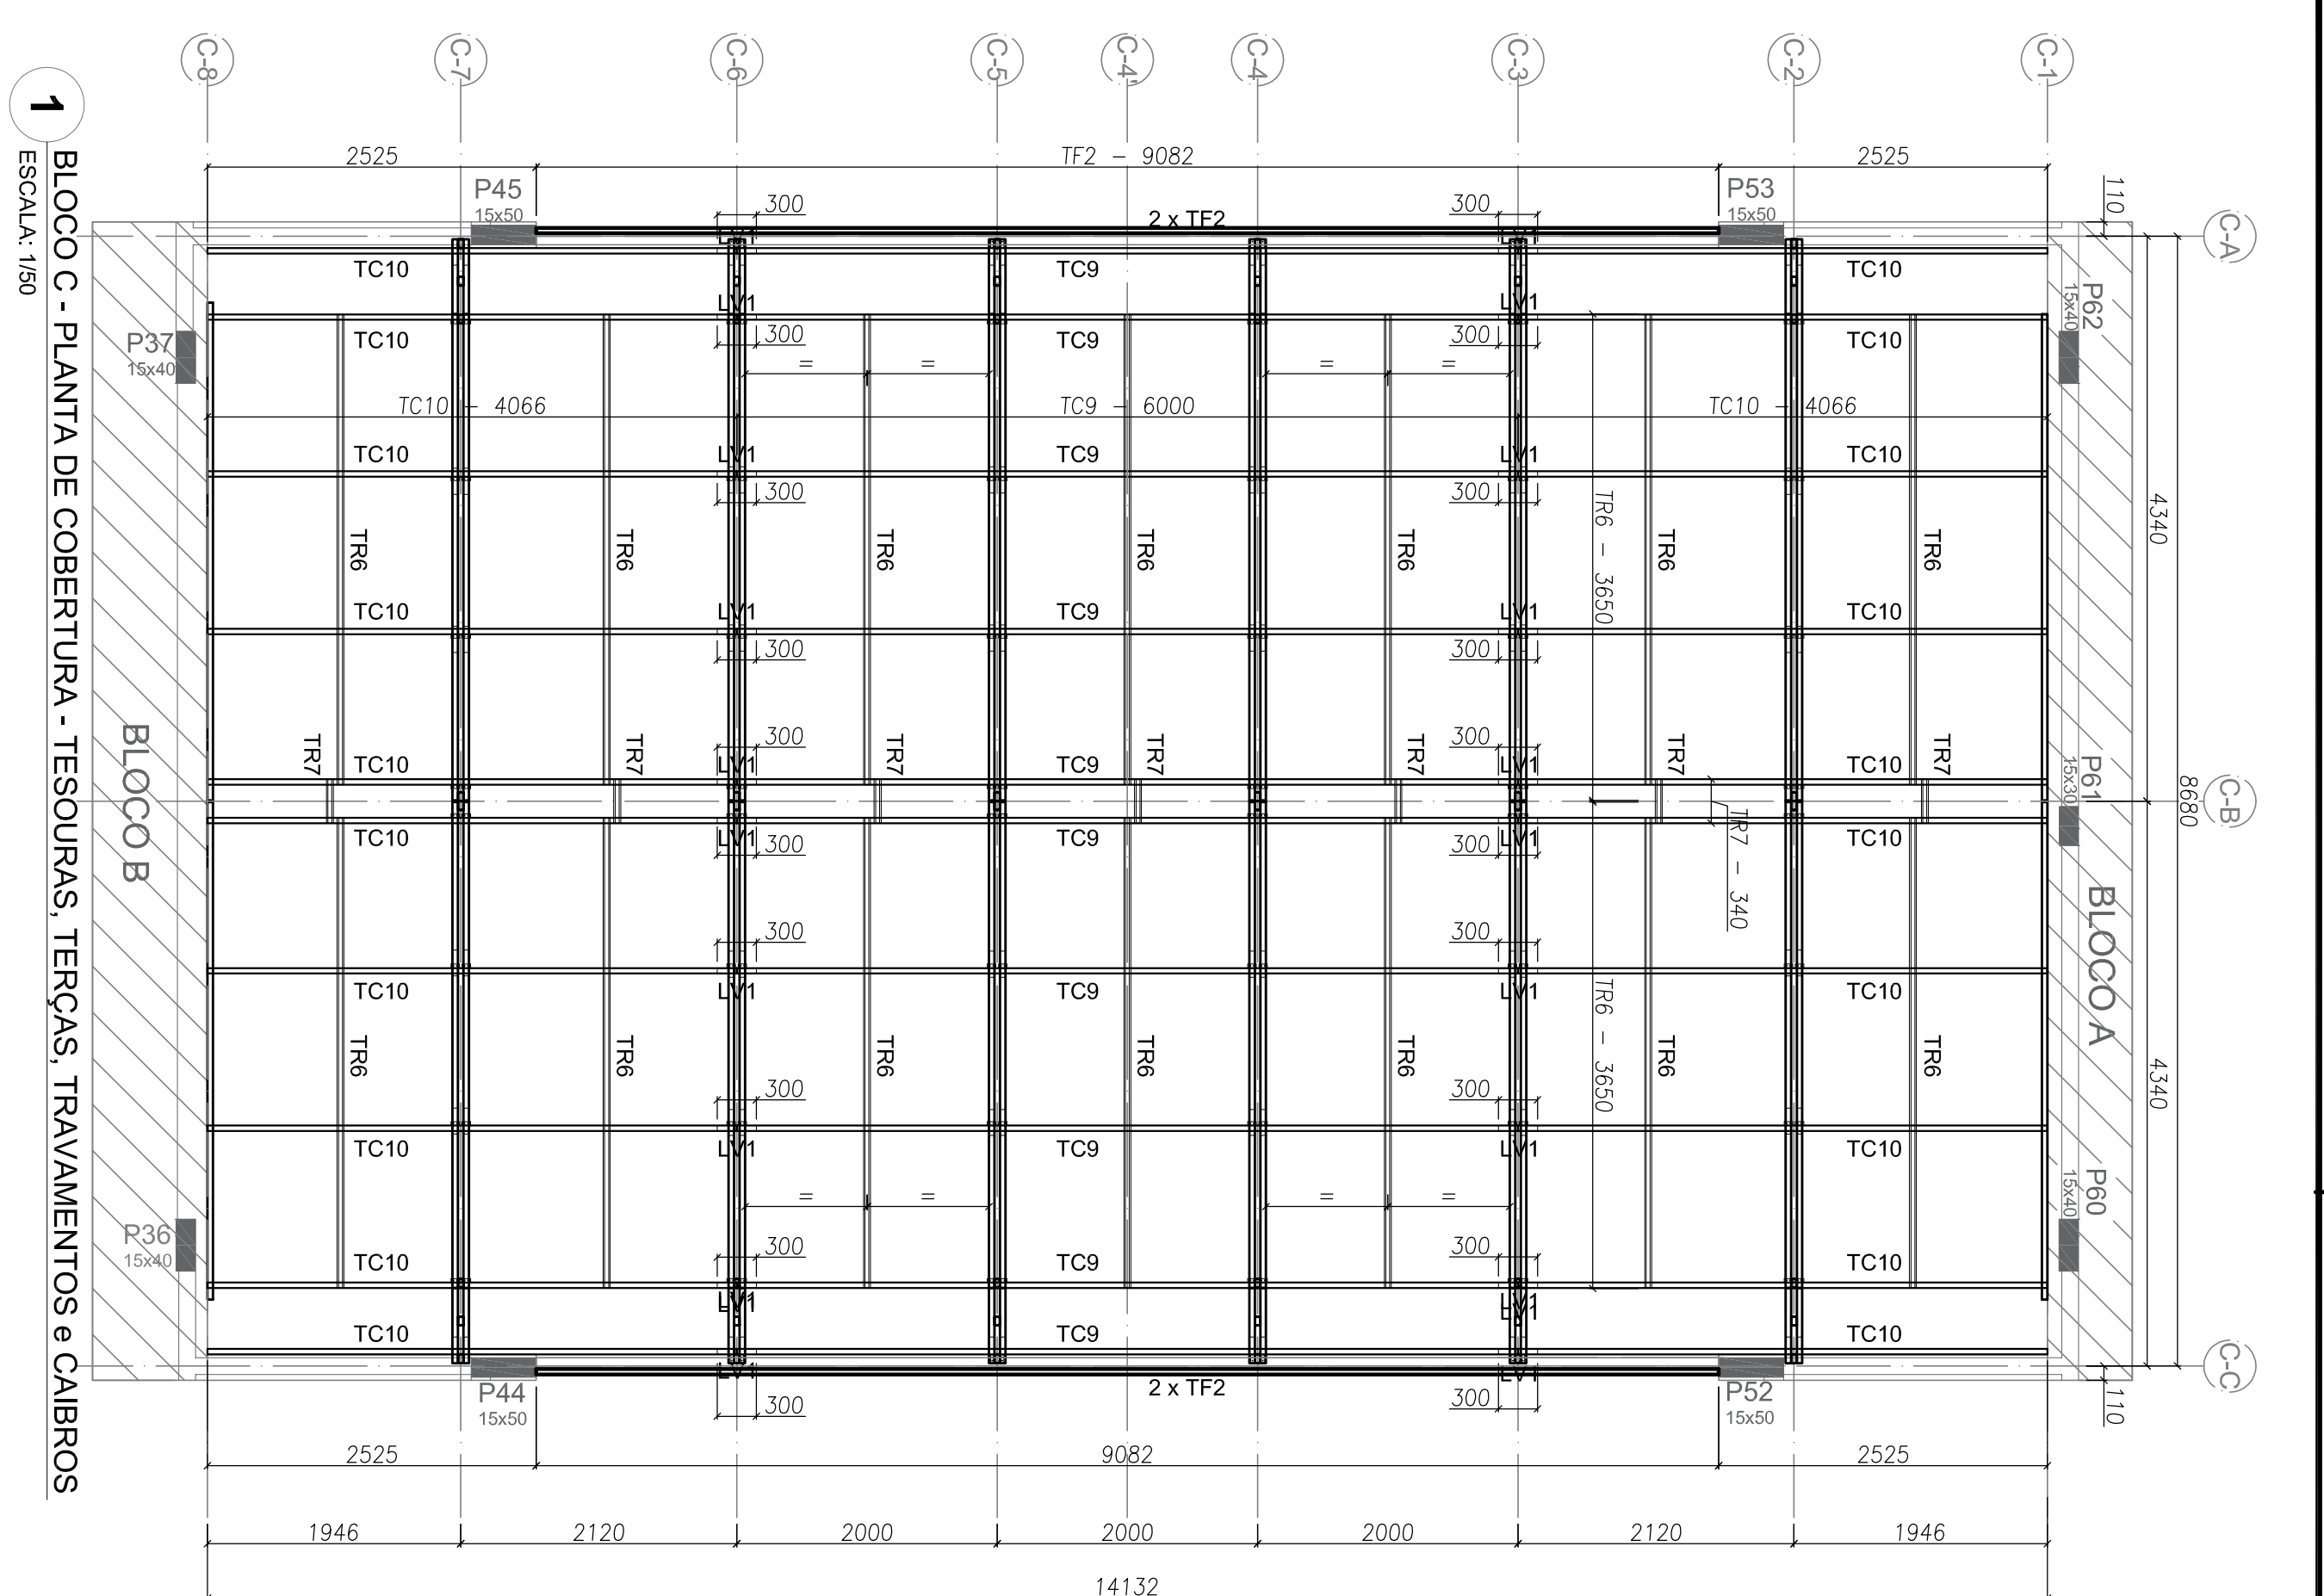 C-8 C-7 C-6 C-5 C-4' C-4 C-3 C-2 C-1
2525 TF2 - 9082 2525
P45 P53
15x50 300 2 x TF2 300 15x50
110
C-A
TC10 TC9 TC10
LV1 LV1
P37
15x40
P62
15x40
TC10 300 TC9 300 TC10
= = = =
TC10 - 4066 TC9 - 6000 TC10 - 4066
TC10 LV1 TC9 LV1 TC10
300 300
TR6 TR6 TR6 TR6 TR6 TR6 - 3650 TR6 TR6
4340
TC10 LV1 TC9 LV1 TC10
300 300
300 300
TR7 TR7 TR7 TR7 TR7 TR7 TR7
TC10 LV1 TC9 LV1 TC10
P61
15x30
C-B
8680
TC10 LV1 TC9 LV1 TC10
300 300
TR7 - 340
BLOCO B
BLOCO A
300 300
TC10 LV1 TC9 LV1 TC10
TR6 TR6 TR6 TR6 TR6 TR6 - 3650 TR6 TR6
4340
300 300
TC10 LV1 TC9 LV1 TC10
= = = =
P36
15x40
P60
15x40
TC10 300 TC9 300 TC10
LV1 LV1
TC10 TC9 TC10
C-C
110
P44 LV1 2 x TF2 LV1 P52
15x50 300 300 15x50
2525 9082 2525
1946 2120 2000 2000 2000 2120 1946
14132
1
BLOCO C - PLANTA DE COBERTURA - TESOURAS, TERÇAS, TRAVAMENTOS e CAIBROS
ESCALA: 1/50